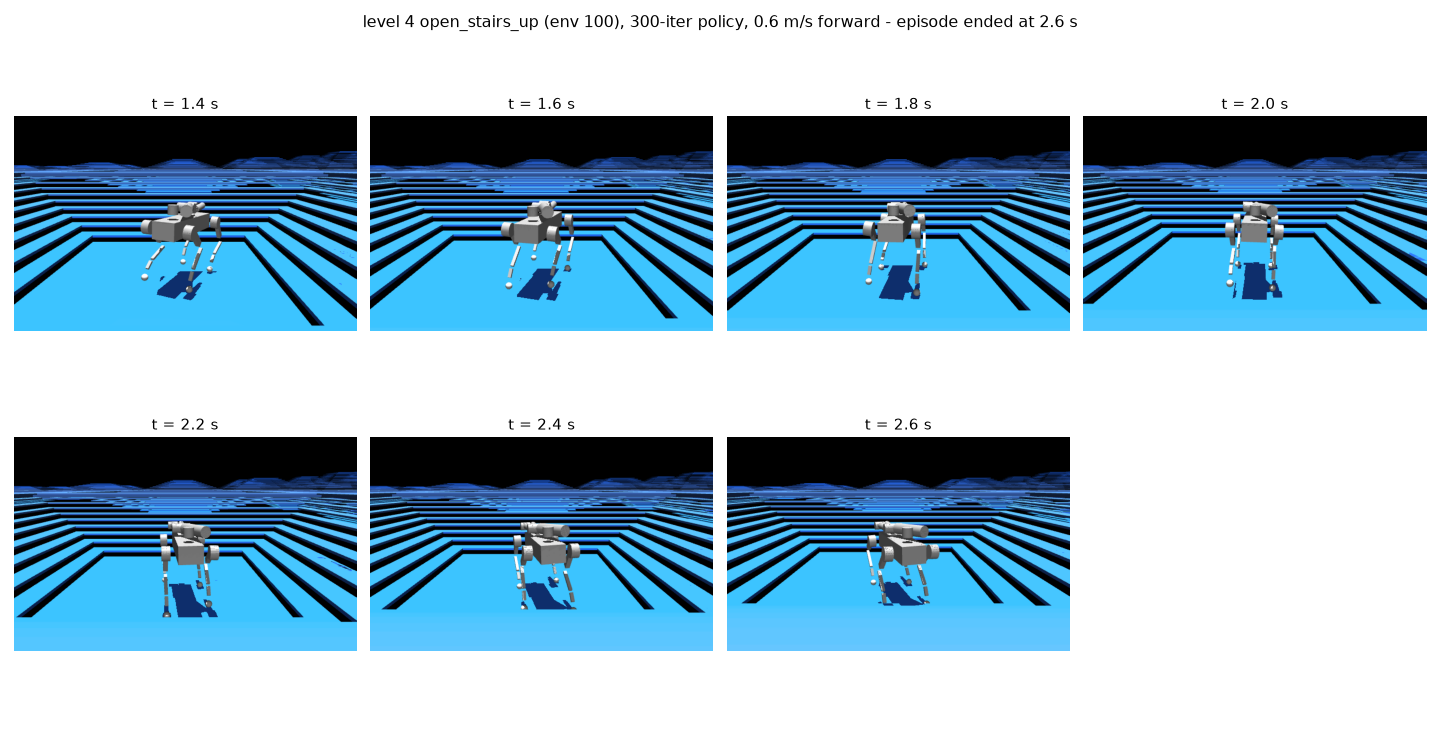 level 4 open_stairs_up (env 100), 300-iter policy, 0.6 m/s forward - episode ended at 2.6 s
t = 1.4 s
t = 1.6 s
t = 1.8 s
t = 2.0 s
t = 2.2 s
t = 2.4 s
t = 2.6 s